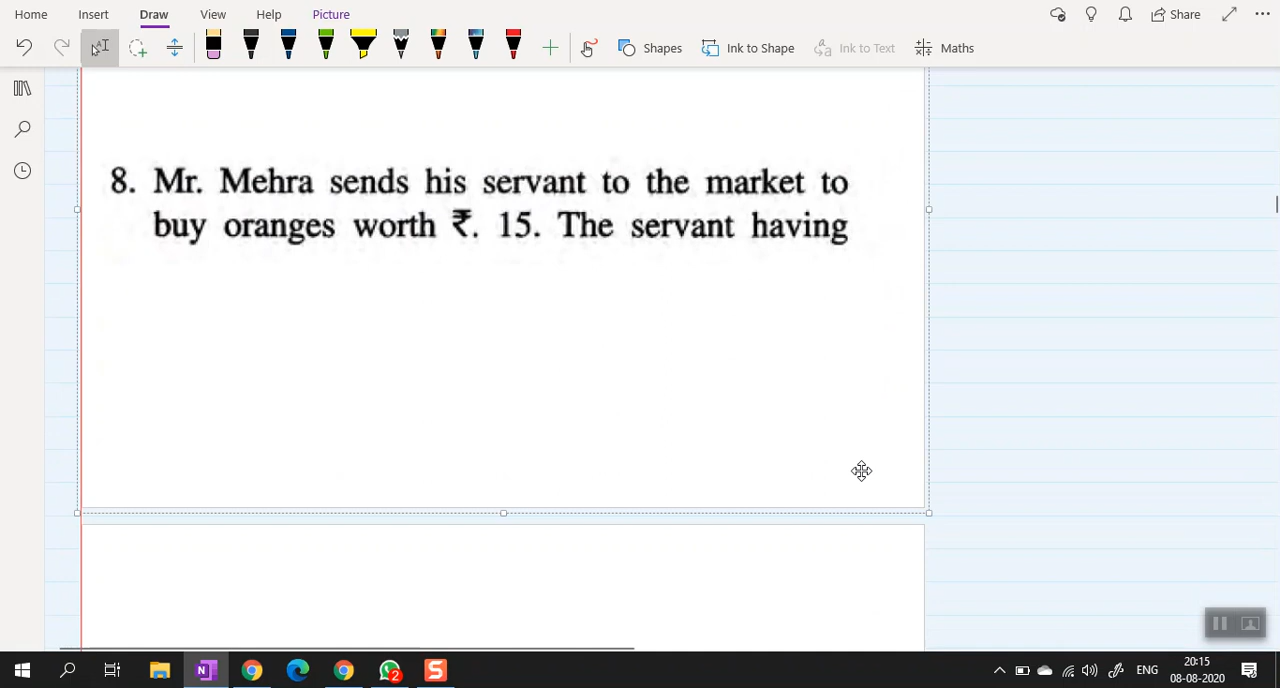 Home Insert Draw View Help Picture Share
Shapes Ink to Shape Ink to Text Maths
8. Mr. Mehra sends his servant to the market to
buy oranges worth ₹. 15. The servant having
2
N S ENG 20:15
08-08-2020